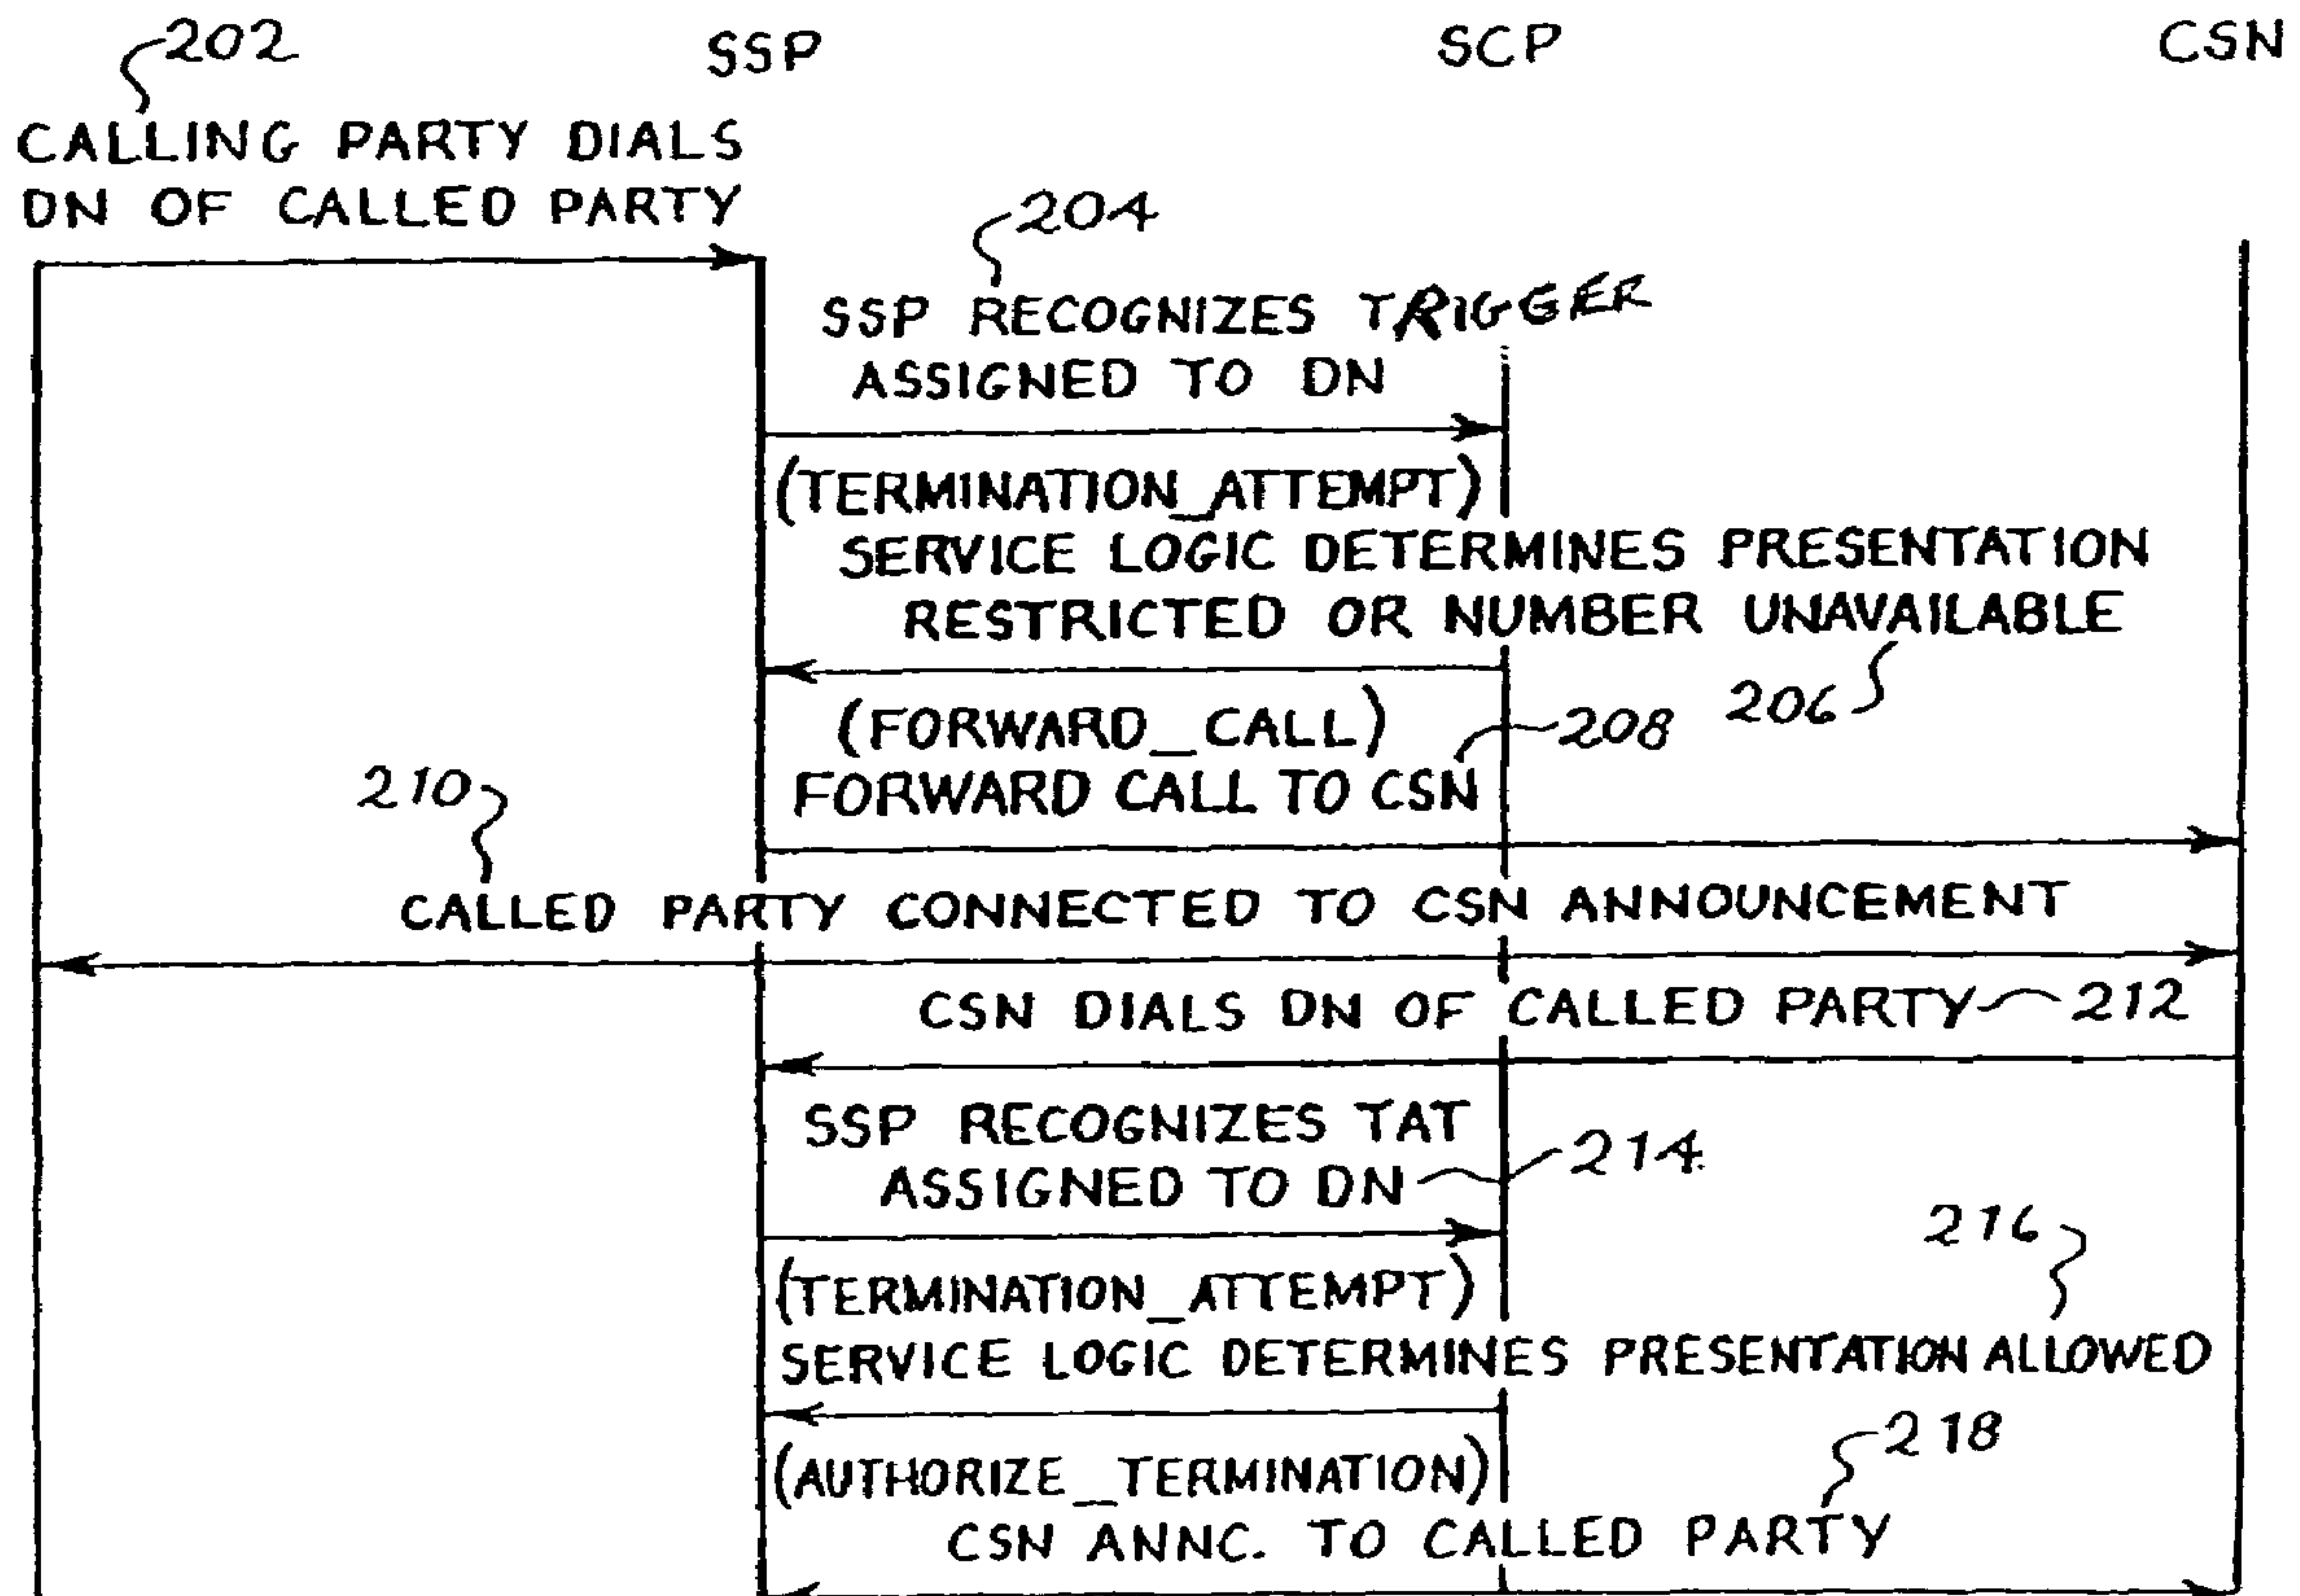 202
SSP
SCP
CSN
CALLING PARTY DIALS
DN OF CALLED PARTY
204
SSP RECOGNIZES TRIGGER
ASSIGNED TO DN
(TERMINATION_ATTEMPT)
SERVICE LOGIC DETERMINES PRESENTATION
RESTRICTED OR NUMBER UNAVAILABLE
206
(FORWARD_CALL)
208
FORWARD CALL TO CSN
210
CALLED PARTY CONNECTED TO CSN ANNOUNCEMENT
CSN DIALS DN OF CALLED PARTY 212
SSP RECOGNIZES TAT
ASSIGNED TO DN 214
216
(TERMINATION_ATTEMPT)
SERVICE LOGIC DETERMINES PRESENTATION ALLOWED
218
(AUTHORIZE_TERMINATION)
CSN ANNC. TO CALLED PARTY